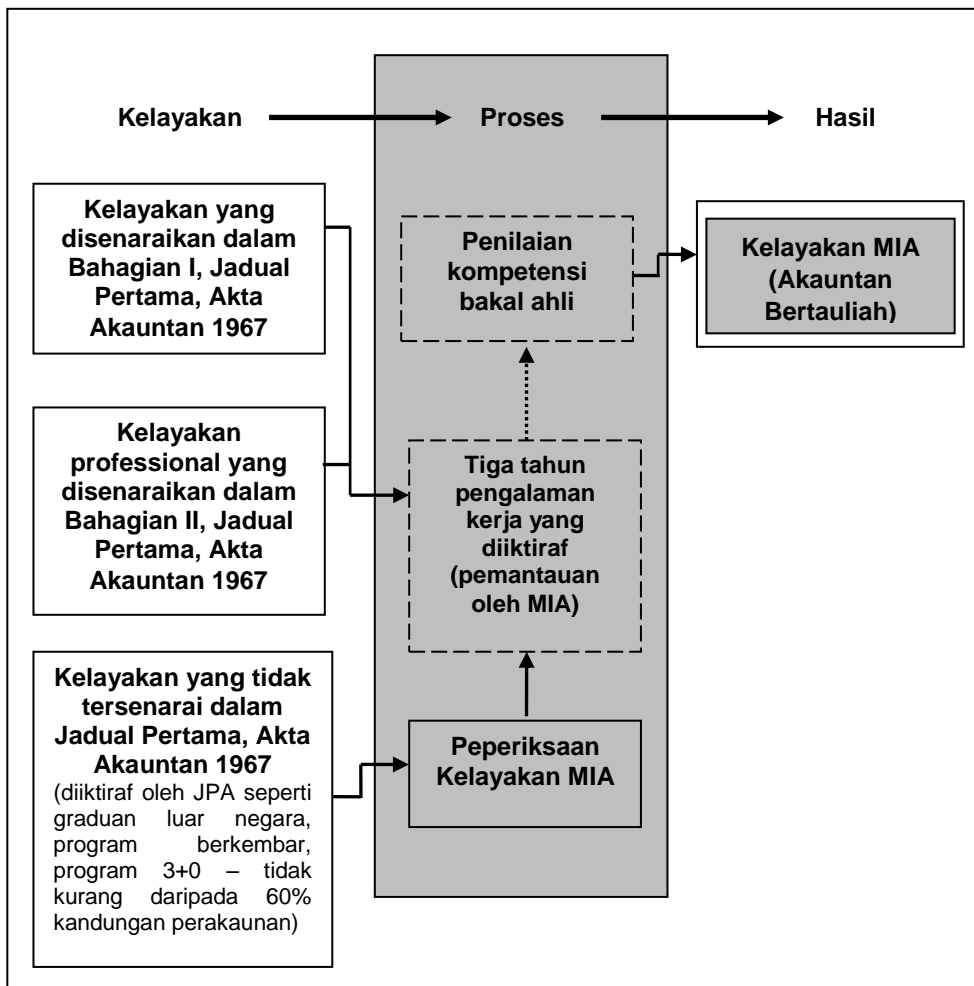 Kelayakan
Proses
Hasil
Kelayakan yang
disenaraikan dalam
Bahagian I, Jadual
Pertama, Akta
Akauntan 1967
Penilaian
kompetensi
bakal ahli
Kelayakan MIA
(Akauntan
Bertauliah)
Kelayakan
professional yang
disenaraikan dalam
Bahagian II, Jadual
Pertama, Akta
Akauntan 1967
Tiga tahun
pengalaman
kerja yang
diiktiraf
(pemantauan
oleh MIA)
Kelayakan yang tidak
tersenarai dalam
Jadual Pertama, Akta
Akauntan 1967
(diiktiraf oleh JPA seperti
graduan luar negara,
program berkembar,
program 3+0 – tidak
kurang daripada 60%
kandungan perakaunan)
Peperiksaan
Kelayakan MIA